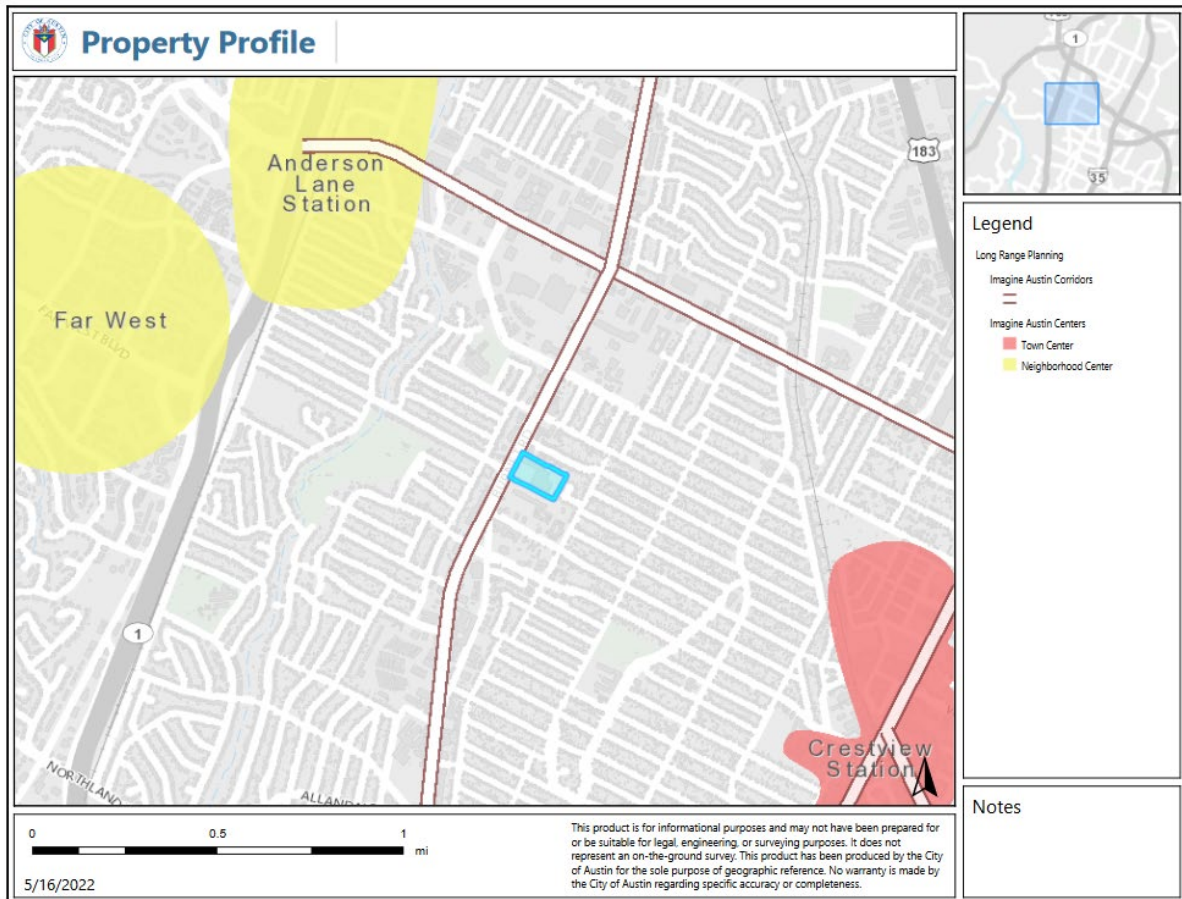 Property Profile
1
35
183
Anderson
Lane
Station
Far West
1
Crestview
Station
NORTHLAND
Legend
Long Range Planning
Imagine Austin Corridors
Imagine Austin Centers
Town Center
Neighborhood Center
Notes
0 0.5 1
mi
5/16/2022
This product is for informational purposes and may not have been prepared for
or be suitable for legal, engineering, or surveying purposes. It does not
represent an on-the-ground survey. This product has been produced by the City
of Austin for the sole purpose of geographic reference. No warranty is made by
the City of Austin regarding specific accuracy or completeness.